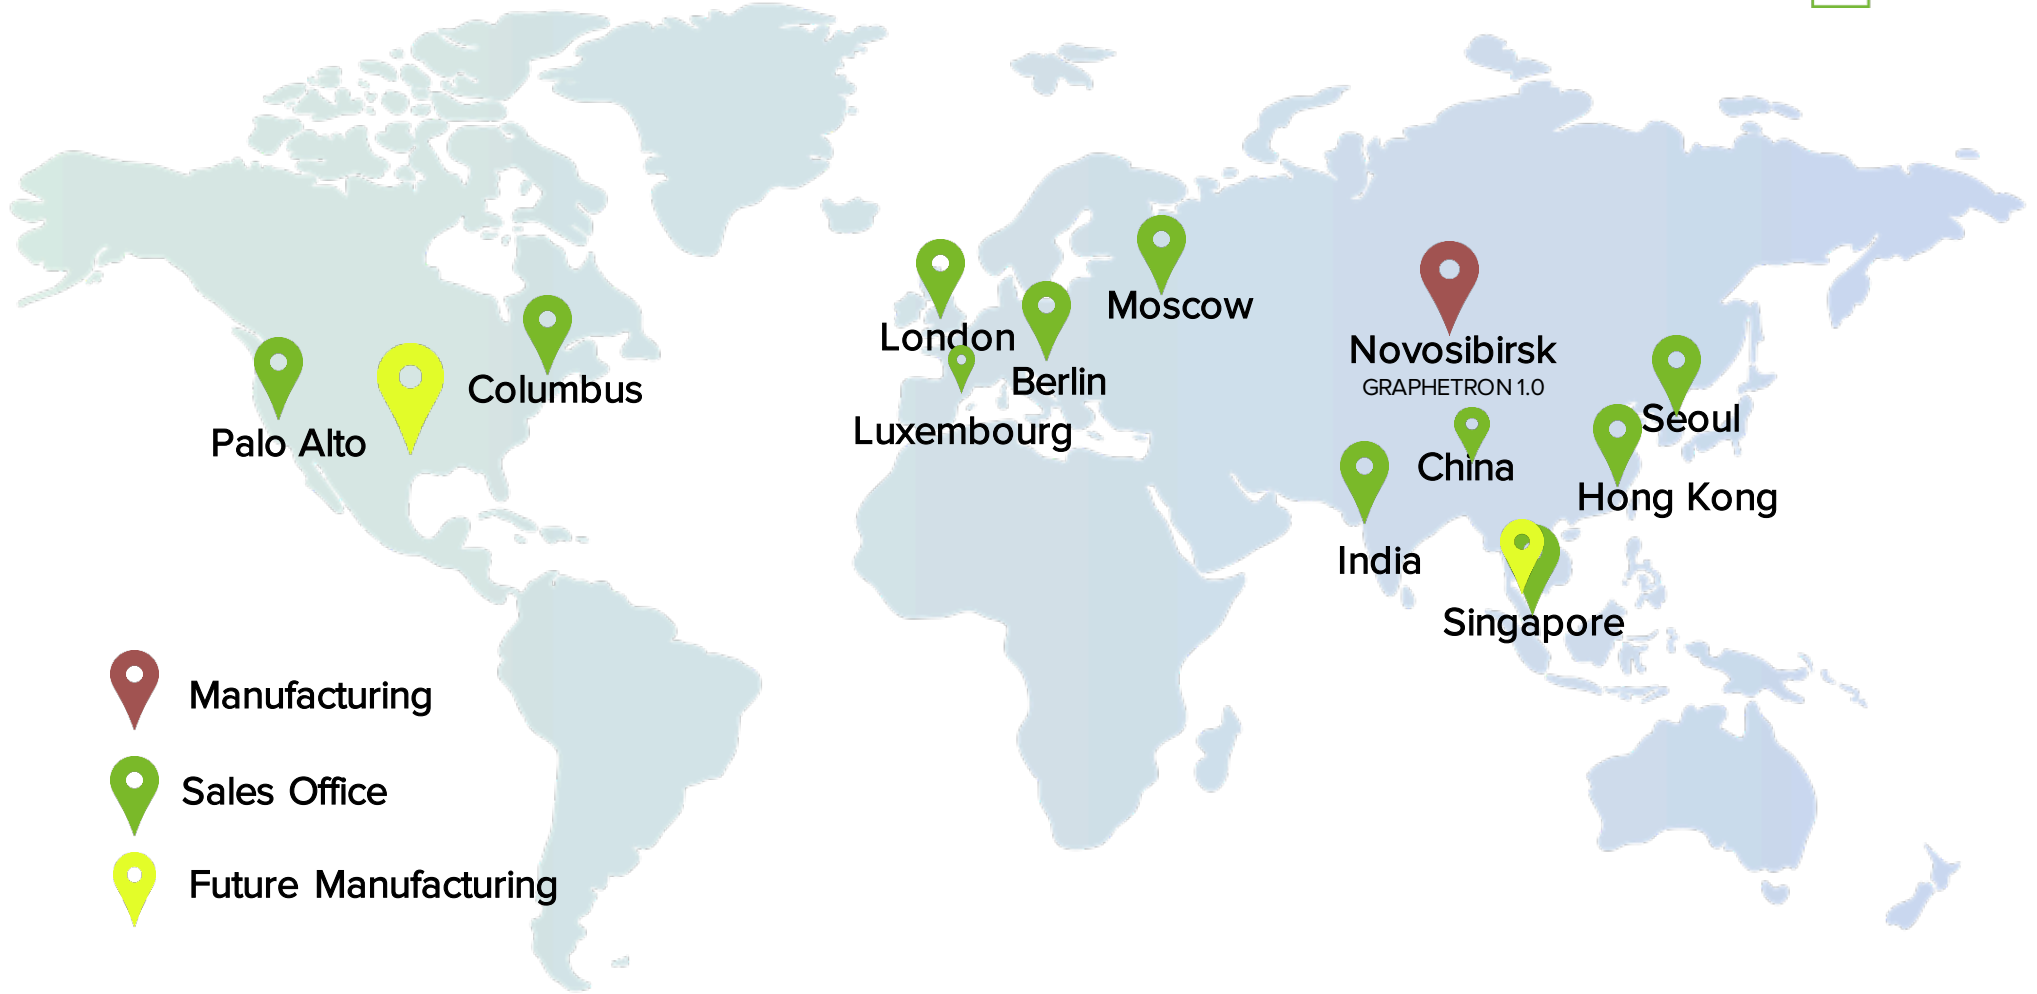 Moscow
London
Novosibirsk
GRAPHETRON 1.0
Berlin
Columbus
Seoul
Luxembourg
Palo Alto
China
Hong Kong
India
Singapore
Manufacturing
Sales Office
Future Manufacturing